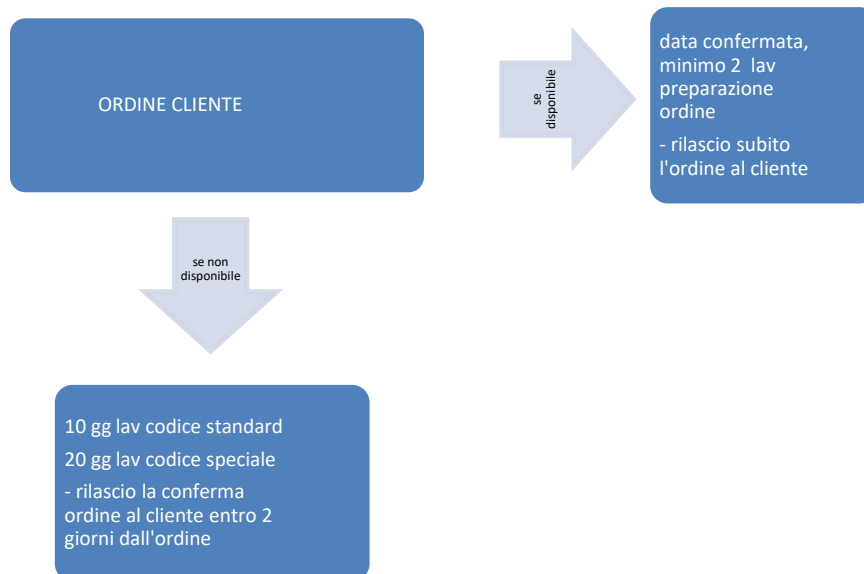 ORDINE CLIENTE
se
disponibile
data confermata,
minimo 2 lav
preparazione
ordine
- rilascio subito
l'ordine al cliente
se non
disponibile
10 gg lav codice standard
20 gg lav codice speciale
- rilascio la conferma
ordine al cliente entro 2
giorni dall'ordine